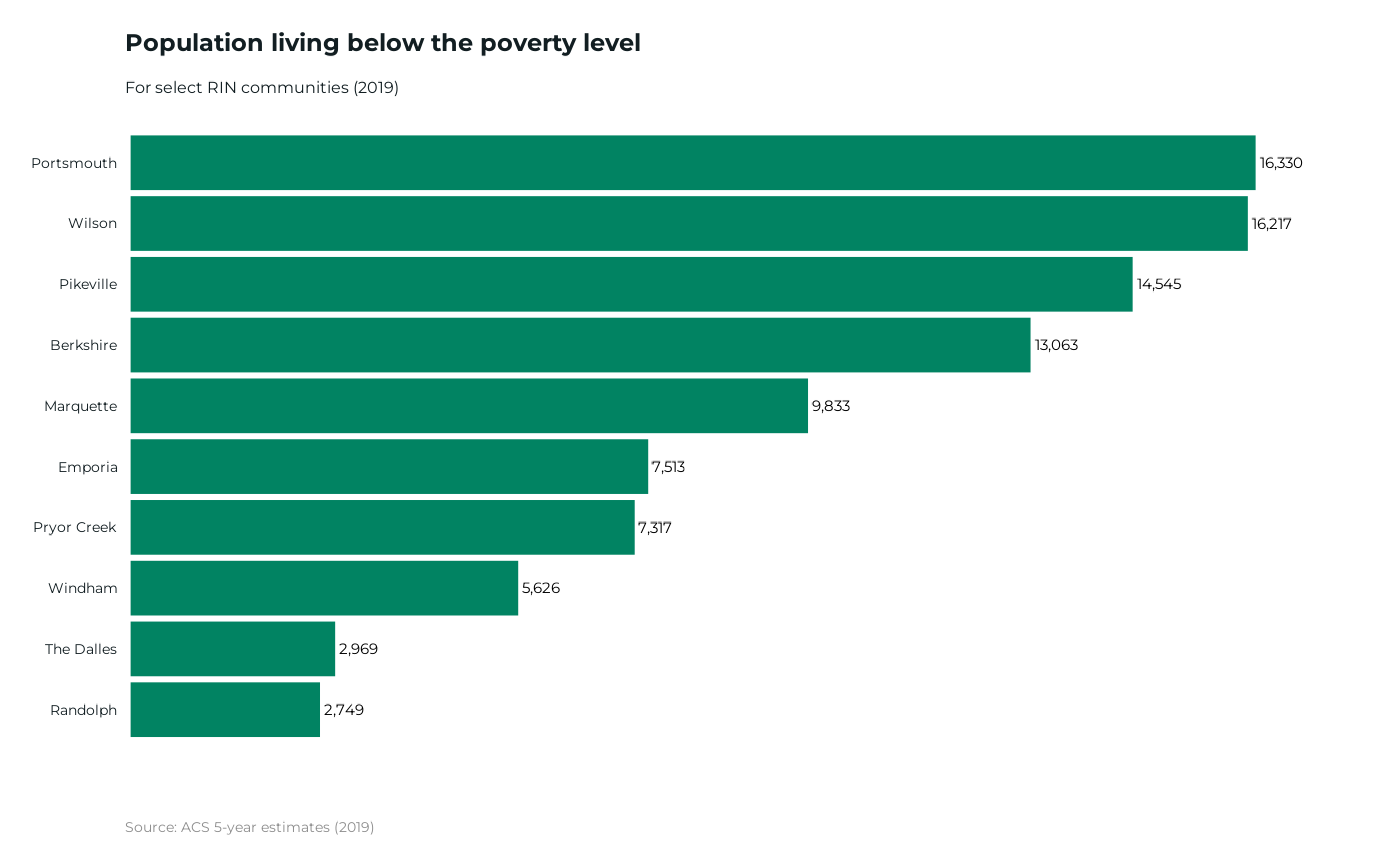 Population living below the poverty level
For select RIN communities (2019)
Portsmouth 16,330
Wilson 16,217
Pikeville 14,545
Berkshire 13,063
Marquette 9,833
Emporia 7,513
Pryor Creek 7,317
Windham 5,626
The Dalles 2,969
Randolph 2,749
Source: ACS 5-year estimates (2019)